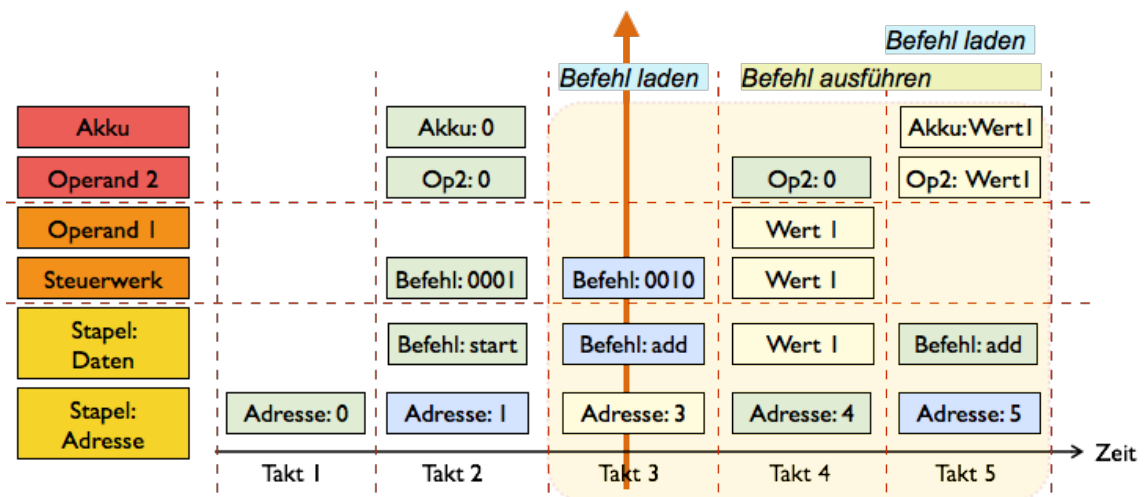 Befehl laden
Befehl laden
Befehl ausführen
Akku
Akku: 0
Akku:Wert1
Operand 2
Op2: 0
Op2: 0
Op2: Wert1
Operand 1
Wert 1
Steuerwerk
Befehl: 0001
Befehl: 0010
Wert 1
Stapel:
Daten
Befehl: start
Befehl: add
Wert 1
Befehl: add
Stapel:
Adresse
Adresse: 0
Adresse: 1
Adresse: 3
Adresse: 4
Adresse: 5
Zeit
Takt 1
Takt 2
Takt 3
Takt 4
Takt 5